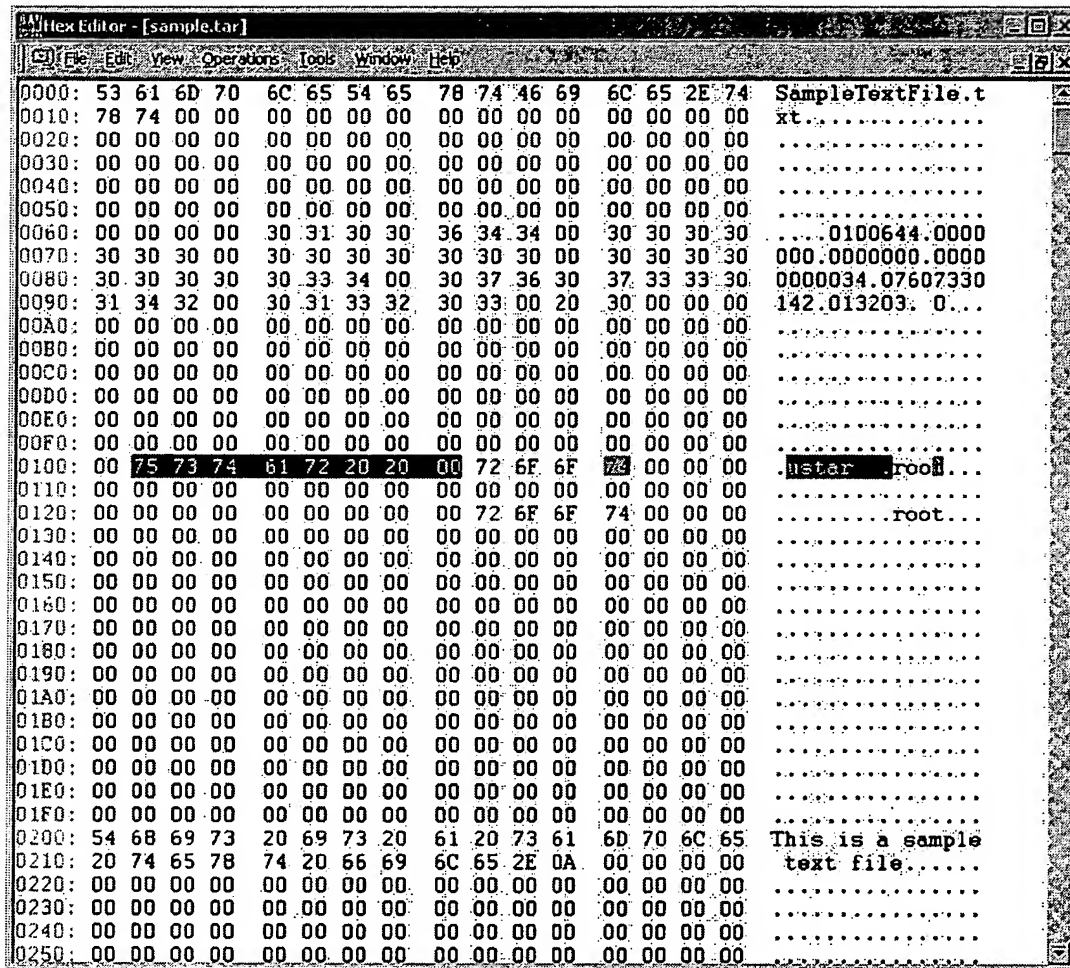 Hex Editor - [sample.tar]
File Edit View Operations Tools Window Help
0000: 53 61 6D 70 6C 65 54 65 78 74 46 69 6C 65 2E 74 SampleTextFile.t
0010: 78 74 00 00 00 00 00 00 00 00 00 00 00 00 00 00 xt..............
0020: 00 00 00 00 00 00 00 00 00 00 00 00 00 00 00 00 ................
0030: 00 00 00 00 00 00 00 00 00 00 00 00 00 00 00 00 ................
0040: 00 00 00 00 00 00 00 00 00 00 00 00 00 00 00 00 ................
0050: 00 00 00 00 00 00 00 00 00 00 00 00 00 00 00 00 ................
0060: 00 00 00 00 30 31 30 30 36 34 34 00 30 30 30 30 ....0100644.0000
0070: 30 30 30 00 30 30 30 30 30 30 30 00 30 30 30 30 000.0000000.0000
0080: 30 30 30 30 30 33 34 00 30 37 36 30 37 33 33 30 0000034.07607330
0090: 31 34 32 00 30 31 33 32 30 33 00 20 30 00 00 00 142.013203. 0...
00A0: 00 00 00 00 00 00 00 00 00 00 00 00 00 00 00 00 ................
00B0: 00 00 00 00 00 00 00 00 00 00 00 00 00 00 00 00 ................
00C0: 00 00 00 00 00 00 00 00 00 00 00 00 00 00 00 00 ................
00D0: 00 00 00 00 00 00 00 00 00 00 00 00 00 00 00 00 ................
00E0: 00 00 00 00 00 00 00 00 00 00 00 00 00 00 00 00 ................
00F0: 00 00 00 00 00 00 00 00 00 00 00 00 00 00 00 00 ................
0100: 00 75 73 74 61 72 20 20 00 72 6F 6F 74 00 00 00 .ustar  .root...
0110: 00 00 00 00 00 00 00 00 00 00 00 00 00 00 00 00 ................
0120: 00 00 00 00 00 00 00 00 00 72 6F 6F 74 00 00 00 .........root...
0130: 00 00 00 00 00 00 00 00 00 00 00 00 00 00 00 00 ................
0140: 00 00 00 00 00 00 00 00 00 00 00 00 00 00 00 00 ................
0150: 00 00 00 00 00 00 00 00 00 00 00 00 00 00 00 00 ................
0160: 00 00 00 00 00 00 00 00 00 00 00 00 00 00 00 00 ................
0170: 00 00 00 00 00 00 00 00 00 00 00 00 00 00 00 00 ................
0180: 00 00 00 00 00 00 00 00 00 00 00 00 00 00 00 00 ................
0190: 00 00 00 00 00 00 00 00 00 00 00 00 00 00 00 00 ................
01A0: 00 00 00 00 00 00 00 00 00 00 00 00 00 00 00 00 ................
01B0: 00 00 00 00 00 00 00 00 00 00 00 00 00 00 00 00 ................
01C0: 00 00 00 00 00 00 00 00 00 00 00 00 00 00 00 00 ................
01D0: 00 00 00 00 00 00 00 00 00 00 00 00 00 00 00 00 ................
01E0: 00 00 00 00 00 00 00 00 00 00 00 00 00 00 00 00 ................
01F0: 00 00 00 00 00 00 00 00 00 00 00 00 00 00 00 00 ................
0200: 54 68 69 73 20 69 73 20 61 20 73 61 6D 70 6C 65 This is a sample
0210: 20 74 65 78 74 20 66 69 6C 65 2E 0A 00 00 00 00  text file......
0220: 00 00 00 00 00 00 00 00 00 00 00 00 00 00 00 00 ................
0230: 00 00 00 00 00 00 00 00 00 00 00 00 00 00 00 00 ................
0240: 00 00 00 00 00 00 00 00 00 00 00 00 00 00 00 00 ................
0250: 00 00 00 00 00 00 00 00 00 00 00 00 00 00 00 00 ................